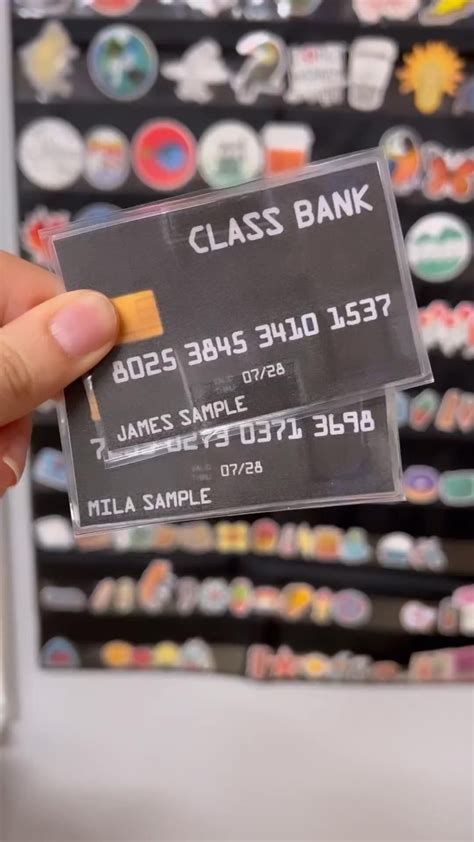 CLASS BANK
8025 3845 3410 1537
07/28
JAMES SAMPLE
0371 3698
07/28
MILA SAMPLE